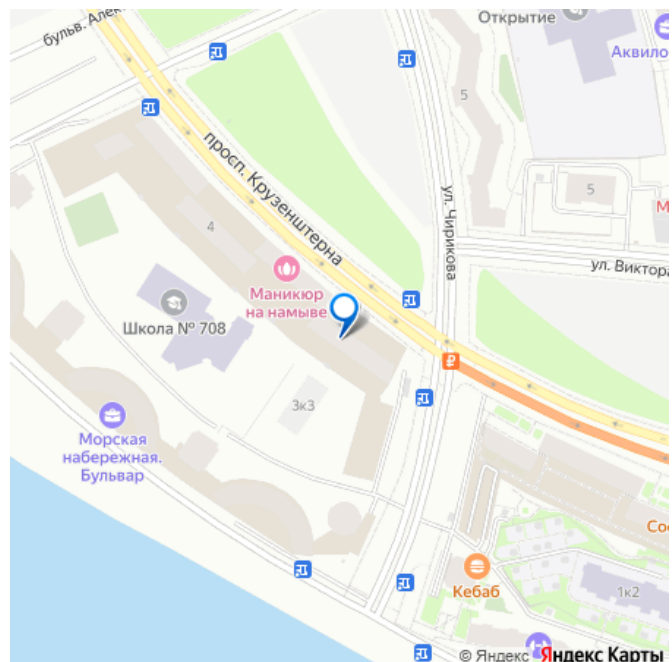 бульв. Алек
Открытие
Аквило
5
просп. Крузенштерна
ул. Чирикова
5
М
4
ул. Виктора
Маникюр
на намыве
Школа № 708
3к3
Морская
набережная.
Бульвар
Сос
Кебаб
1к2
© Яндекс Яндекс Карты